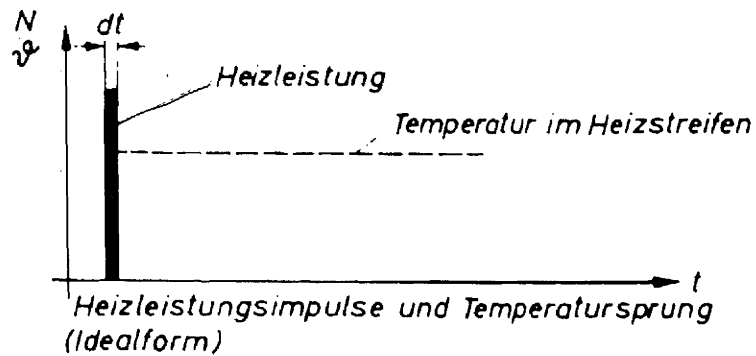 N
ϑ
dt
Heizleistung
Temperatur im Heizstreifen
t
Heizleistungsimpulse und Temperatursprung
(Idealform)